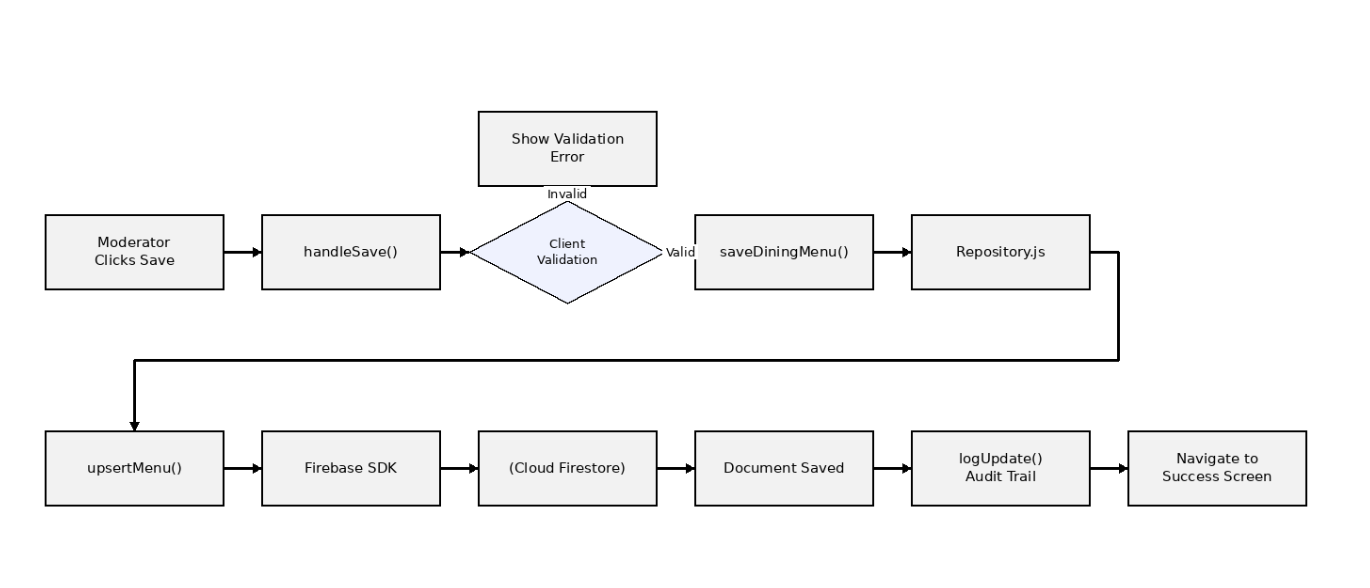 Show Validation
Error
Invalid
Moderator
Clicks Save
handleSave()
Client
Validation
Valid
saveDiningMenu()
Repository.js
upsertMenu()
Firebase SDK
(Cloud Firestore)
Document Saved
logUpdate()
Audit Trail
Navigate to
Success Screen